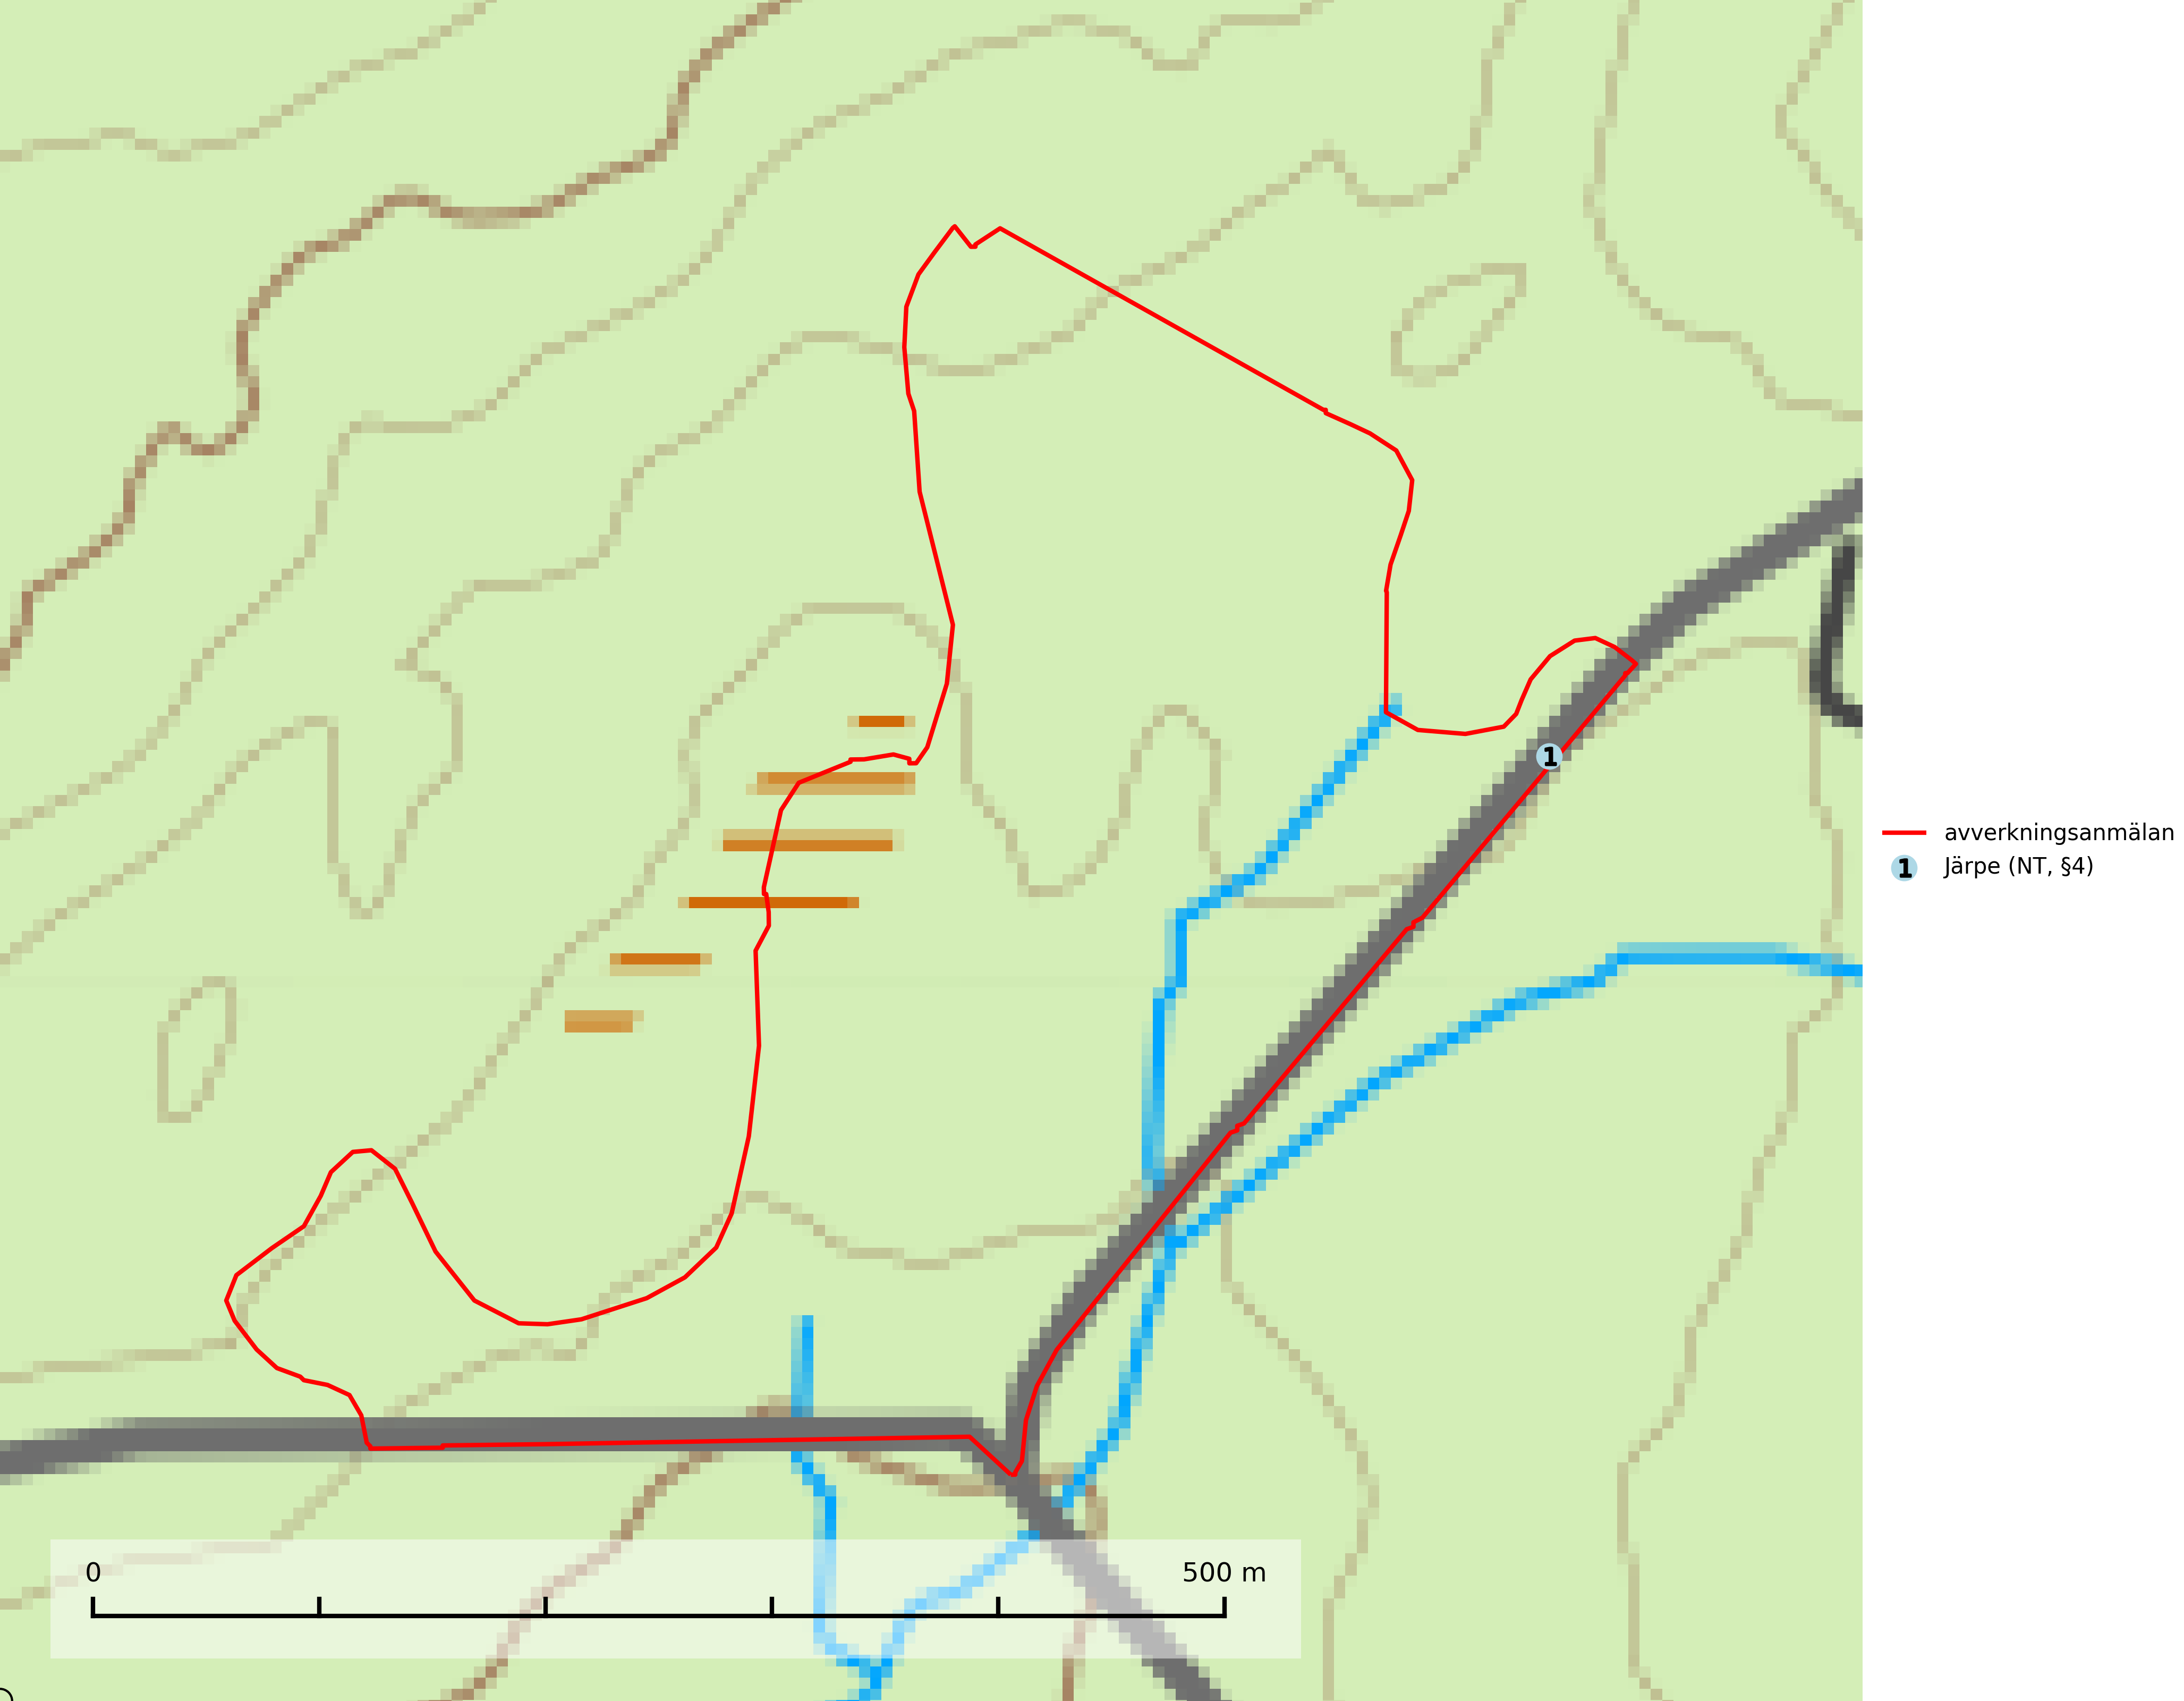 1
avverkningsanmälan
1 Järpe (NT, §4)
0 500 m